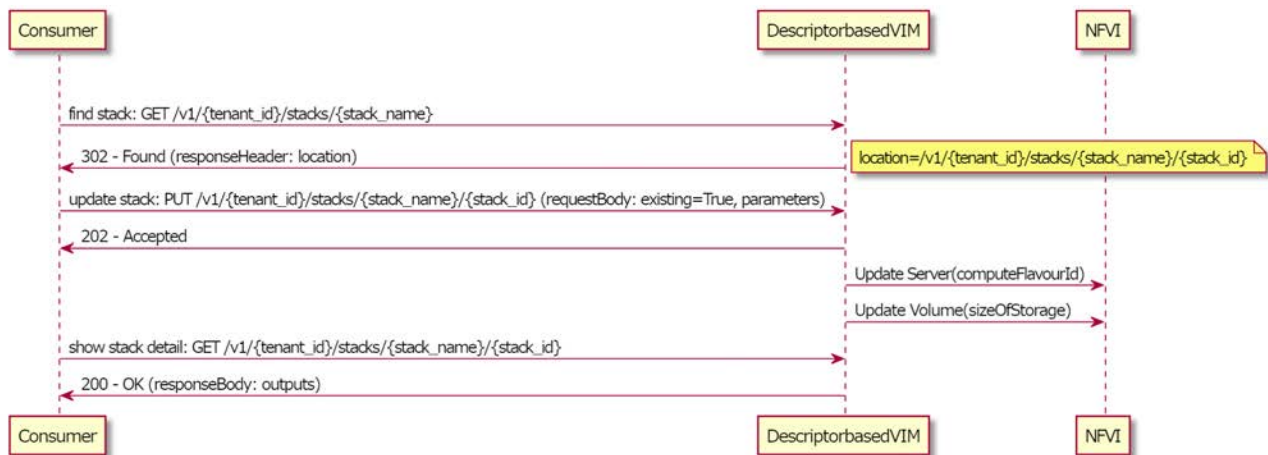 Consumer
DescriptorbasedVIM
NFVI
find stack: GET /v1/{tenant_id}/stacks/{stack_name}
302 - Found (responseHeader: location)
location=/v1/{tenant_id}/stacks/{stack_name}/{stack_id}
update stack: PUT /v1/{tenant_id}/stacks/{stack_name}/{stack_id} (requestBody: existing=True, parameters)
202 - Accepted
Update Server(computeFlavourId)
Update Volume(sizeOfStorage)
show stack detail: GET /v1/{tenant_id}/stacks/{stack_name}/{stack_id}
200 - OK (responseBody: outputs)
Consumer
DescriptorbasedVIM
NFVI